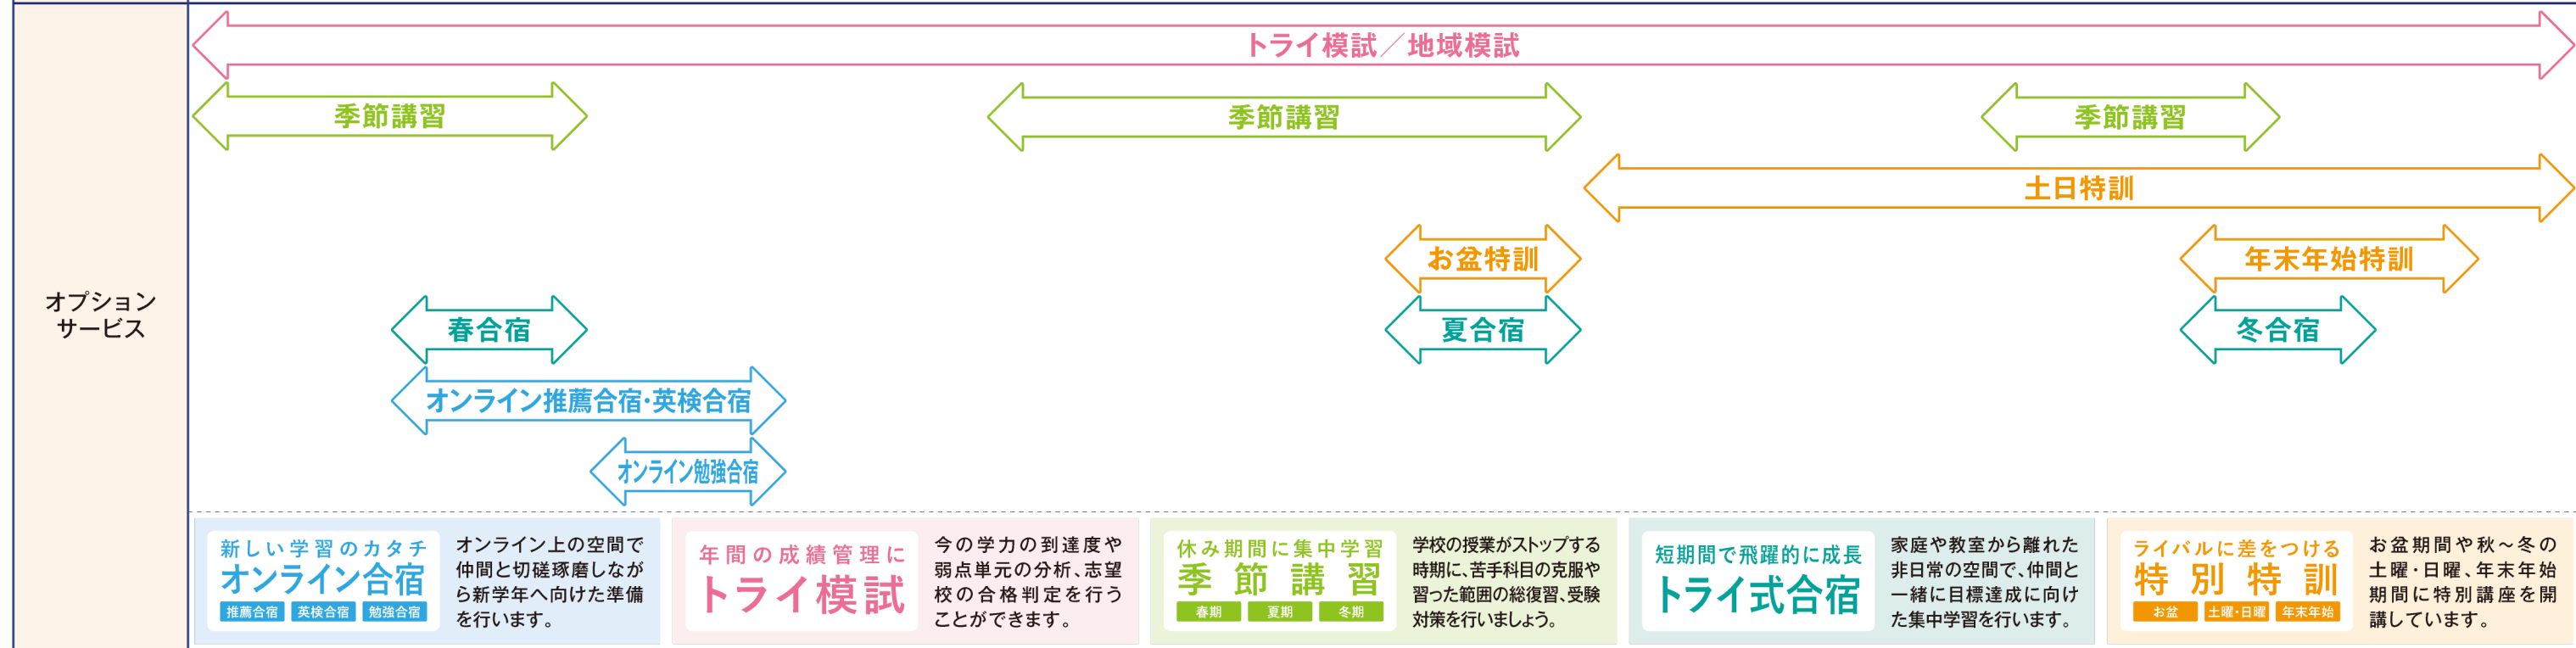 トライ模試／地域模試
季節講習
季節講習
季節講習
土日特訓
お盆特訓
年末年始特訓
オプション
サービス
春合宿
夏合宿
冬合宿
オンライン推薦合宿・英検合宿
オンライン勉強合宿
新しい学習のカタチ
オンライン合宿
推薦合宿 英検合宿 勉強合宿
オンライン上の空間で
仲間と切磋琢磨しなが
ら新学年へ向けた準備
を行います。
年間の成績管理に
トライ模試
今の学力の到達度や
弱点単元の分析、志望
校の合格判定を行う
ことができます。
休み期間に集中学習
季節講習
春期 夏期 冬期
学校の授業がストップする
時期に、苦手科目の克服や
習った範囲の総復習、受験
対策を行いましょう。
短期間で飛躍的に成長
トライ式合宿
家庭や教室から離れた
非日常の空間で、仲間と
一緒に目標達成に向け
た集中学習を行います。
ライバルに差をつける
特別特訓
お盆 土曜・日曜 年末年始
お盆期間や秋～冬の
土曜・日曜、年末年始
期間に特別講座を開
講しています。